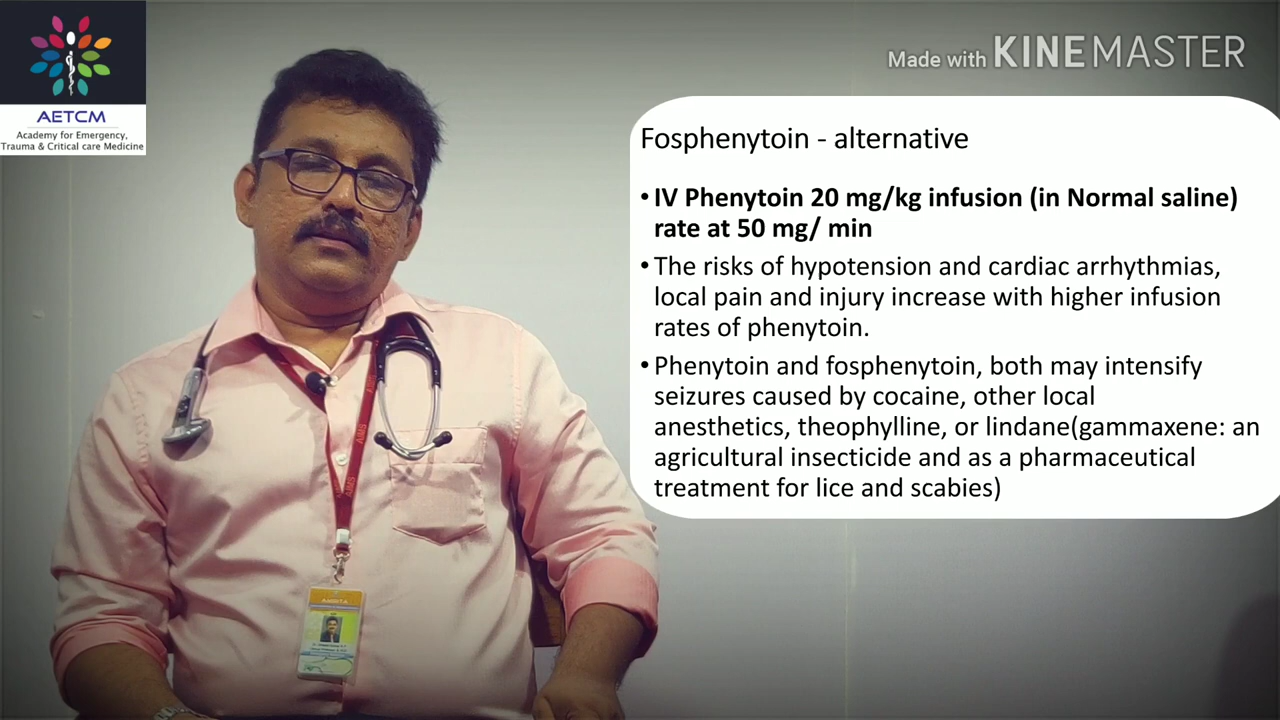 AETCM
Academy for Emergency,
Trauma & Critical care Medicine
Made with KINEMASTER
Fosphenytoin - alternative
• IV Phenytoin 20 mg/kg infusion (in Normal saline)
rate at 50 mg/ min
• The risks of hypotension and cardiac arrhythmias,
local pain and injury increase with higher infusion
rates of phenytoin.
• Phenytoin and fosphenytoin, both may intensify
seizures caused by cocaine, other local
anesthetics, theophylline, or lindane(gammaxene: an
agricultural insecticide and as a pharmaceutical
treatment for lice and scabies)
AIMS
AIMS
AMRITA